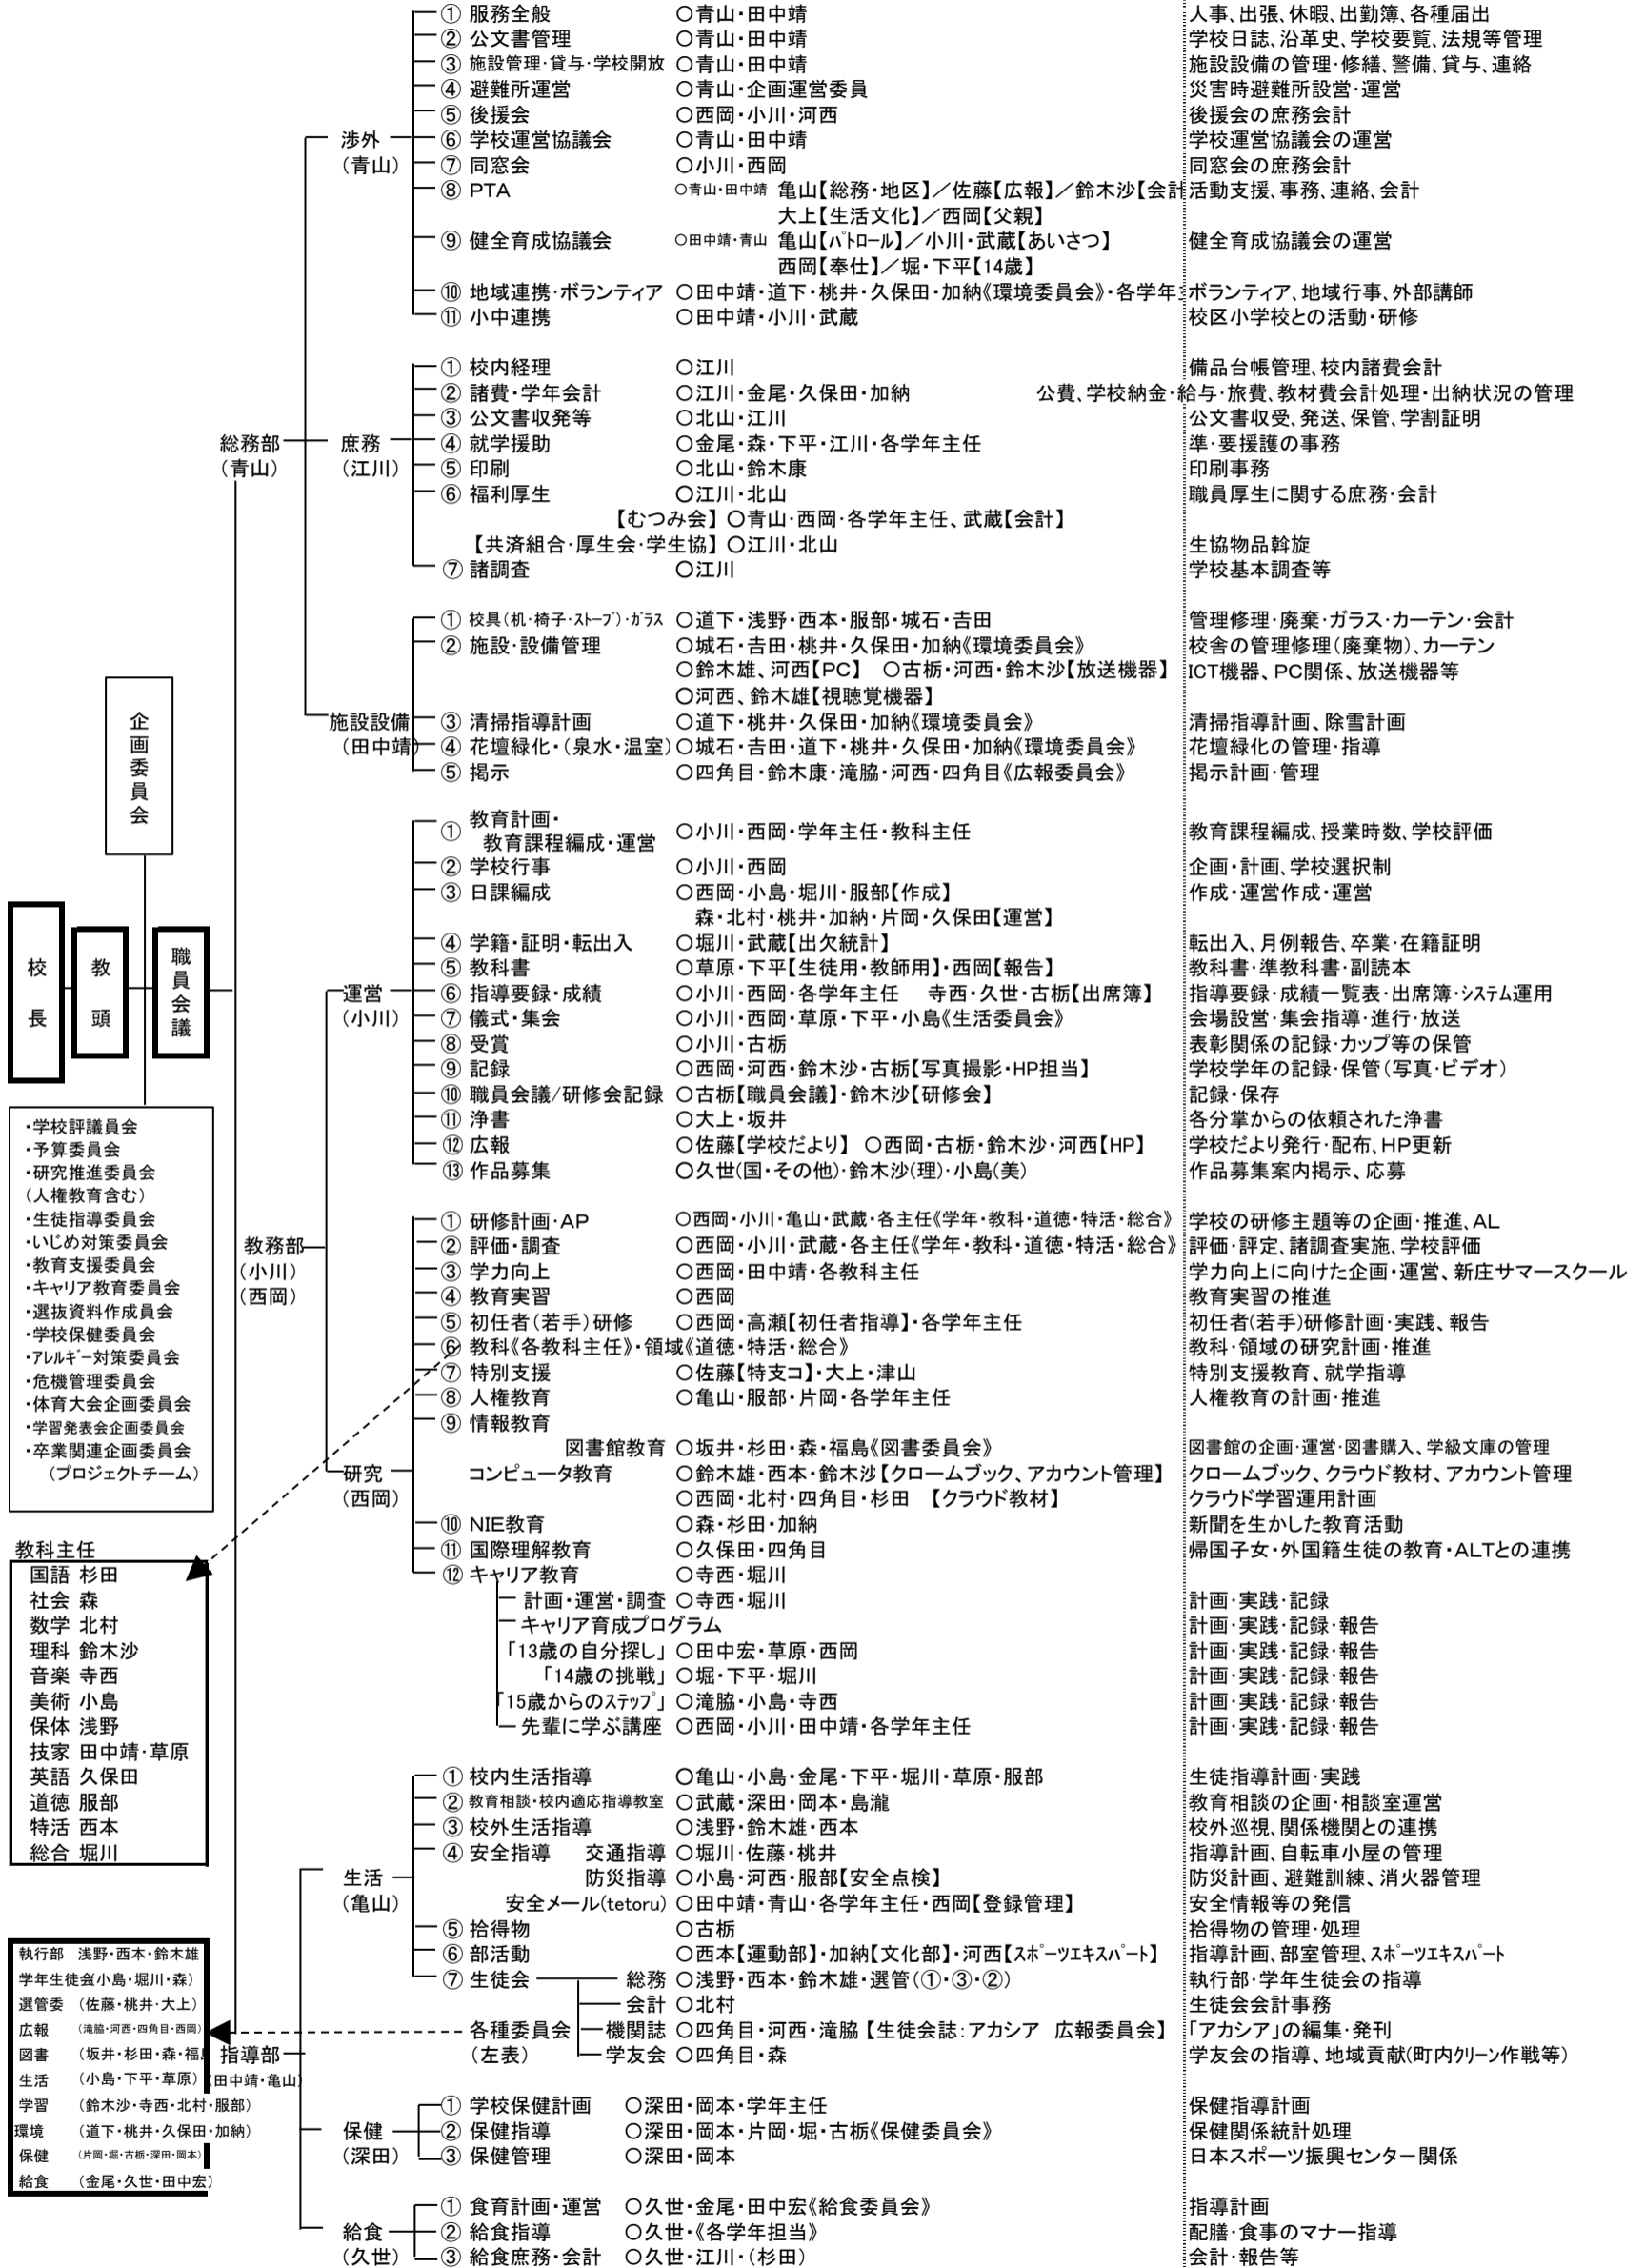 ① 服務全般 ○青山・田中靖 人事、出張、休暇、出勤簿、各種届出
② 公文書管理 ○青山・田中靖 学校日誌、沿革史、学校要覧、法規等管理
③ 施設管理・貸与・学校開放 ○青山・田中靖 施設設備の管理・修繕、警備、貸与、連絡
④ 避難所運営 ○青山・企画運営委員 災害時避難所設営・運営
⑤ 後援会 ○西岡・小川・河西 後援会の庶務会計
渉外 ⑥ 学校運営協議会 ○青山・田中靖 学校運営協議会の運営
（青山） ⑦ 同窓会 ○小川・西岡 同窓会の庶務会計
⑧ PTA ○青山・田中靖 亀山【総務・地区】／佐藤【広報】／鈴木沙【会計 活動支援、事務、連絡、会計
大上【生活文化】／西岡【父親】
⑨ 健全育成協議会 ○田中靖・青山 亀山【パトロール】／小川・武蔵【あいさつ】 健全育成協議会の運営
西岡【奉仕】／堀・下平【14歳】
⑩ 地域連携・ボランティア ○田中靖・道下・桃井・久保田・加納《環境委員会》・各学年 ボランティア、地域行事、外部講師
⑪ 小中連携 ○田中靖・小川・武蔵 校区小学校との活動・研修
① 校内経理 ○江川 備品台帳管理、校内諸費会計
② 諸費・学年会計 ○江川・金尾・久保田・加納 公費、学校納金・給与・旅費、教材費会計処理・出納状況の管理
③ 公文書収発等 ○北山・江川 公文書収受、発送、保管、学割証明
総務部 庶務 ④ 就学援助 ○金尾・森・下平・江川・各学年主任 準・要援護の事務
（青山） （江川） ⑤ 印刷 ○北山・鈴木康 印刷事務
⑥ 福利厚生 ○江川・北山 職員厚生に関する庶務・会計
【むつみ会】 ○青山・西岡・各学年主任、武蔵【会計】
【共済組合・厚生会・学生協】 ○江川・北山 生協物品斡旋
⑦ 諸調査 ○江川 学校基本調査等
① 校具（机・椅子・ストーブ）・ガラス ○道下・浅野・西本・服部・城石・吉田 管理修理・廃棄・ガラス・カーテン・会計
② 施設・設備管理 ○城石・吉田・桃井・久保田・加納《環境委員会》 校舎の管理修理（廃棄物）、カーテン
○鈴木雄、河西【PC】 ○古栃・河西・鈴木沙【放送機器】 ICT機器、PC関係、放送機器等
○河西、鈴木雄【視聴覚機器】
施設設備 ③ 清掃指導計画 ○道下・桃井・久保田・加納《環境委員会》 清掃指導計画、除雪計画
（田中靖） ④ 花壇緑化・（泉水・温室） ○城石・吉田・道下・桃井・久保田・加納《環境委員会》 花壇緑化の管理・指導
⑤ 掲示 ○四角目・鈴木康・滝脇・河西・四角目《広報委員会》 掲示計画・管理
企画委員会
校長
教頭
職員会議
① 教育計画・
教育課程編成・運営 ○小川・西岡・学年主任・教科主任 教育課程編成、授業時数、学校評価
② 学校行事 ○小川・西岡 企画・計画、学校選択制
③ 日課編成 ○西岡・小島・堀川・服部【作成】 作成・運営作成・運営
森・北村・桃井・加納・片岡・久保田【運営】
④ 学籍・証明・転出入 ○堀川・武蔵【出欠統計】 転出入、月例報告、卒業・在籍証明
⑤ 教科書 ○草原・下平【生徒用・教師用】・西岡【報告】 教科書・準教科書・副読本
運営 ⑥ 指導要録・成績 ○小川・西岡・各学年主任 寺西・久世・古栃【出席簿】 指導要録・成績一覧表・出席簿・システム運用
（小川） ⑦ 儀式・集会 ○小川・西岡・草原・下平・小島《生活委員会》 会場設営・集会指導・進行・放送
⑧ 受賞 ○小川・古栃 表彰関係の記録・カップ等の保管
⑨ 記録 ○西岡・河西・鈴木沙・古栃【写真撮影・HP担当】 学校学年の記録・保管（写真・ビデオ）
⑩ 職員会議/研修会記録 ○古栃【職員会議】・鈴木沙【研修会】 記録・保存
⑪ 浄書 ○大上・坂井 各分掌からの依頼された浄書
⑫ 広報 ○佐藤【学校だより】 ○西岡・古栃・鈴木沙・河西【HP】 学校だより発行・配布、HP更新
⑬ 作品募集 ○久世(国・その他)・鈴木沙(理)・小島(美) 作品募集案内掲示、応募
・学校評議員会
・予算委員会
・研究推進委員会
（人権教育含む）
・生徒指導委員会
・いじめ対策委員会
・教育支援委員会
・キャリア教育委員会
・選抜資料作成員会
・学校保健委員会
・アレルギー対策委員会
・危機管理委員会
・体育大会企画委員会
・学習発表会企画委員会
・卒業関連企画委員会
（プロジェクトチーム）
教務部
（小川）
（西岡）
① 研修計画・AP ○西岡・小川・亀山・武蔵・各主任《学年・教科・道徳・特活・総合》 学校の研修主題等の企画・推進、AL
② 評価・調査 ○西岡・小川・武蔵・各主任《学年・教科・道徳・特活・総合》 評価・評定、諸調査実施、学校評価
③ 学力向上 ○西岡・田中靖・各教科主任 学力向上に向けた企画・運営、新庄サマースクール
④ 教育実習 ○西岡 教育実習の推進
⑤ 初任者（若手）研修 ○西岡・高瀬【初任者指導】・各学年主任 初任者(若手)研修計画・実践、報告
⑥ 教科《各教科主任》・領域《道徳・特活・総合》 教科・領域の研究計画・推進
⑦ 特別支援 ○佐藤【特支コ】・大上・津山 特別支援教育、就学指導
⑧ 人権教育 ○亀山・服部・片岡・各学年主任 人権教育の計画・推進
⑨ 情報教育
図書館教育 ○坂井・杉田・森・福島《図書委員会》 図書館の企画・運営・図書購入、学級文庫の管理
研究 コンピュータ教育 ○鈴木雄・西本・鈴木沙【クロームブック、アカウント管理】 クロームブック、クラウド教材、アカウント管理
（西岡） ○西岡・北村・四角目・杉田 【クラウド教材】 クラウド学習運用計画
⑩ NIE教育 ○森・杉田・加納 新聞を生かした教育活動
⑪ 国際理解教育 ○久保田・四角目 帰国子女・外国籍生徒の教育・ALTとの連携
⑫ キャリア教育 ○寺西・堀川
計画・運営・調査 ○寺西・堀川 計画・実践・記録
キャリア育成プログラム 計画・実践・記録・報告
「13歳の自分探し」 ○田中宏・草原・西岡 計画・実践・記録・報告
「14歳の挑戦」 ○堀・下平・堀川 計画・実践・記録・報告
「15歳からのステップ」 ○滝脇・小島・寺西 計画・実践・記録・報告
先輩に学ぶ講座 ○西岡・小川・田中靖・各学年主任 計画・実践・記録・報告
教科主任
国語 杉田
社会 森
数学 北村
理科 鈴木沙
音楽 寺西
美術 小島
保体 浅野
技家 田中靖・草原
英語 久保田
道徳 服部
特活 西本
総合 堀川
① 校内生活指導 ○亀山・小島・金尾・下平・堀川・草原・服部 生徒指導計画・実践
② 教育相談・校内適応指導教室 ○武蔵・深田・岡本・島瀧 教育相談の企画・相談室運営
③ 校外生活指導 ○浅野・鈴木雄・西本 校外巡視、関係機関との連携
④ 安全指導 交通指導 ○堀川・佐藤・桃井 指導計画、自転車小屋の管理
生活 防災指導 ○小島・河西・服部【安全点検】 防災計画、避難訓練、消火器管理
（亀山） 安全メール(tetoru) ○田中靖・青山・各学年主任・西岡【登録管理】 安全情報等の発信
⑤ 拾得物 ○古栃 拾得物の管理・処理
⑥ 部活動 ○西本【運動部】・加納【文化部】・河西【スポーツエキスパート】 指導計画、部室管理、スポーツエキスパート
⑦ 生徒会 総務 ○浅野・西本・鈴木雄・選管（①・③・②） 執行部・学年生徒会の指導
会計 ○北村 生徒会会計事務
各種委員会 機関誌 ○四角目・河西・滝脇【生徒会誌：アカシア 広報委員会】 「アカシア」の編集・発刊
（左表） 学友会 ○四角目・森 学友会の指導、地域貢献(町内クリーン作戦等)
執行部 浅野・西本・鈴木雄
学年生徒会(小島・堀川・森）
選管委 （佐藤・桃井・大上）
広報 （滝脇・河西・四角目・西岡）
図書 （坂井・杉田・森・福
生活 （小島・下平・草原）
学習 （鈴木沙・寺西・北村・服部）
環境 （道下・桃井・久保田・加納）
保健 （片岡・堀・古栃・深田・岡本）
給食 （金尾・久世・田中宏）
指導部
（田中靖・亀山）
① 学校保健計画 ○深田・岡本・学年主任 保健指導計画
保健 ② 保健指導 ○深田・岡本・片岡・堀・古栃《保健委員会》 保健関係統計処理
（深田） ③ 保健管理 ○深田・岡本 日本スポーツ振興センター関係
① 食育計画・運営 ○久世・金尾・田中宏《給食委員会》 指導計画
給食 ② 給食指導 ○久世・《各学年担当》 配膳・食事のマナー指導
（久世） ③ 給食庶務・会計 ○久世・江川・（杉田） 会計・報告等